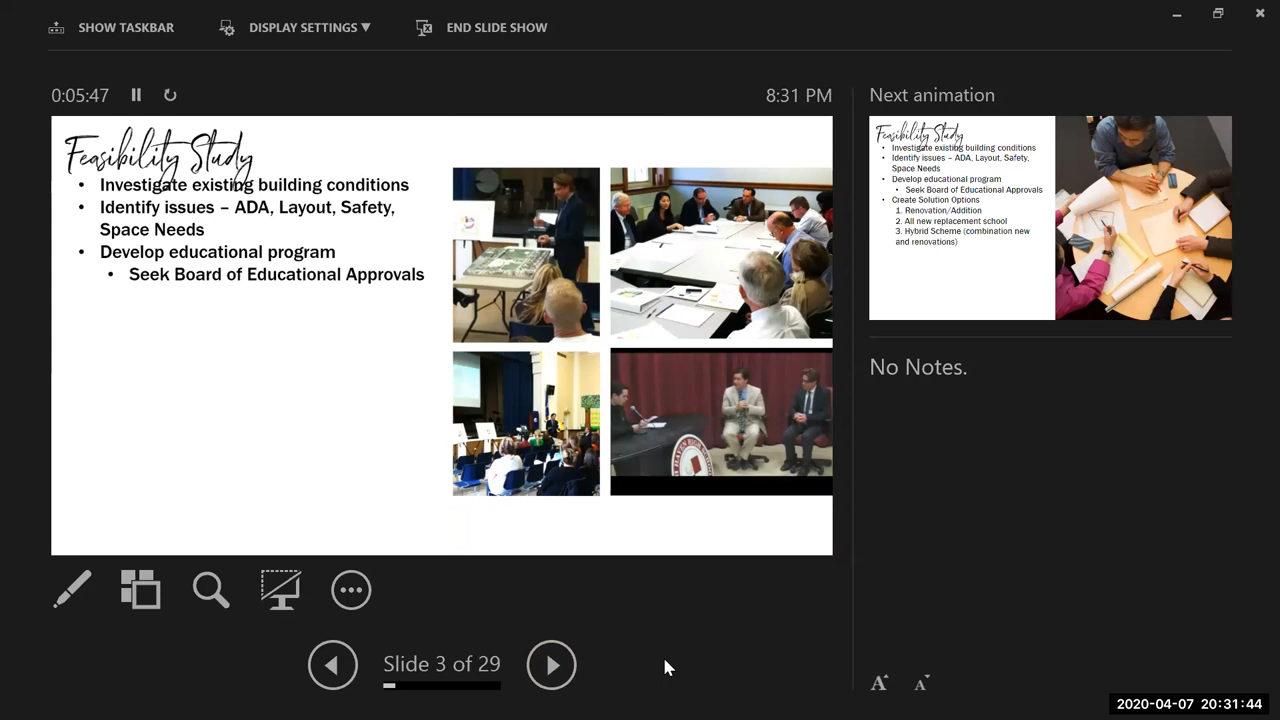 SHOW TASKBAR
DISPLAY SETTINGS ▼
END SLIDE SHOW
0:05:47
8:31 PM
Next animation
Feasibility Study
• Investigate existing building conditions
• Identify issues – ADA, Layout, Safety,
Space Needs
• Develop educational program
• Seek Board of Educational Approvals
HAVEN HIGH SCHOOL
Feasibility Study
• Investigate existing building conditions
• Identify issues – ADA, Layout, Safety,
Space Needs
• Develop educational program
• Seek Board of Educational Approvals
• Create Solution Options
1. Renovation/Addition
2. All new replacement school
3. Hybrid Scheme (combination new
and renovations)
No Notes.
Slide 3 of 29
A A
2020-04-07 20:31:44